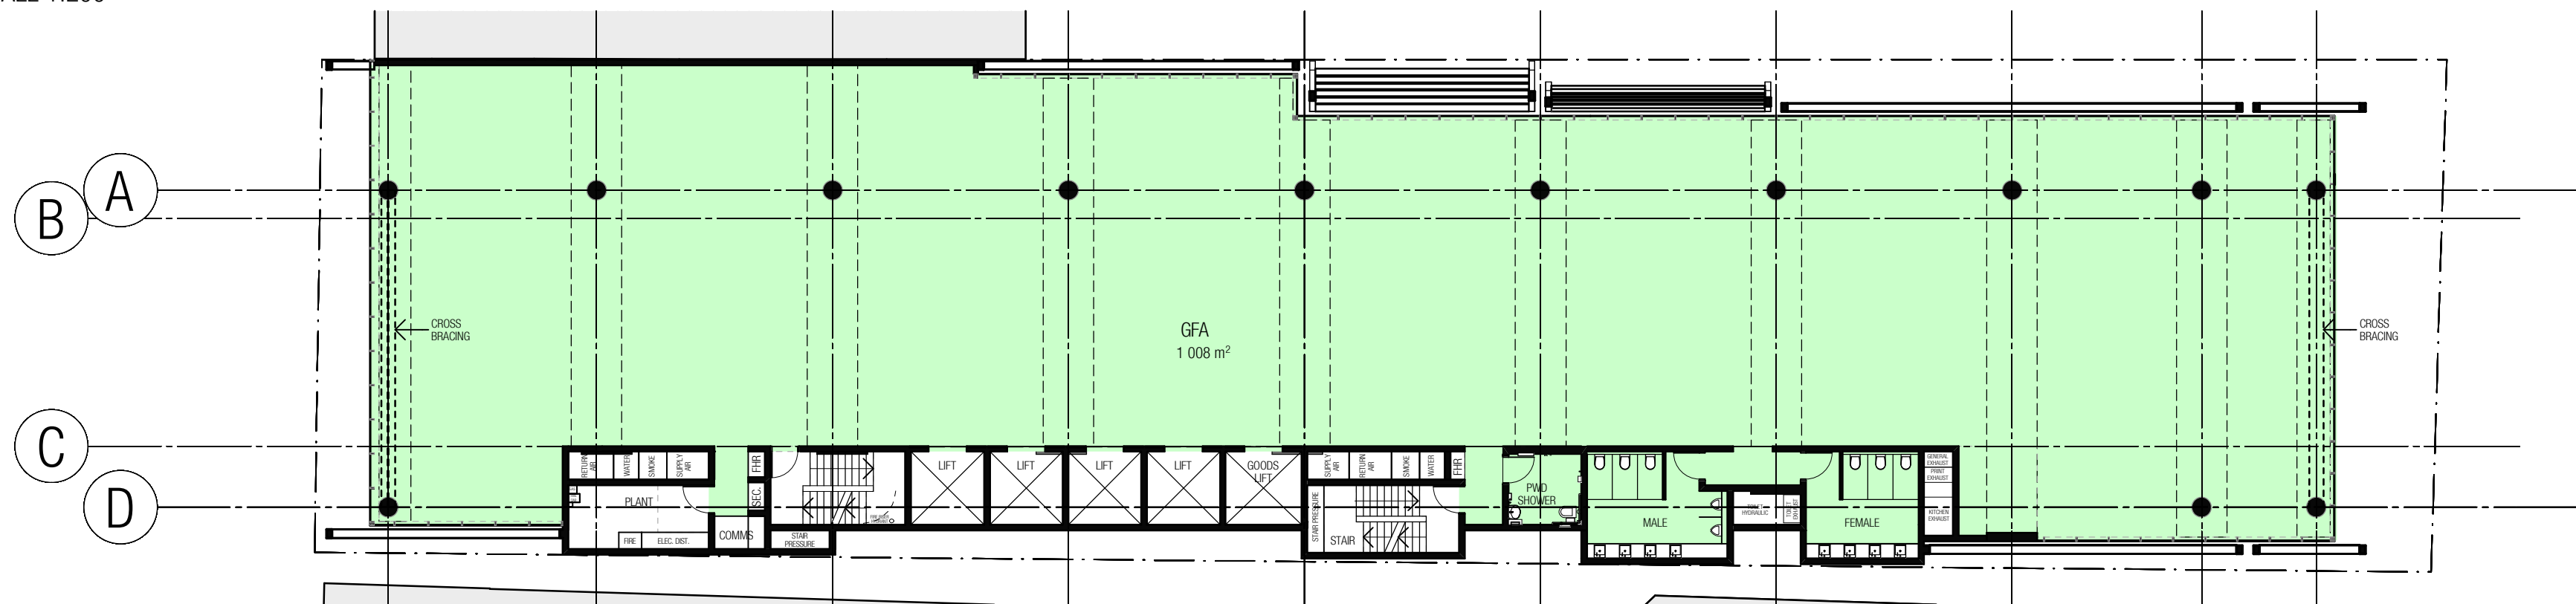 A
B
CROSS
BRACING
GFA
1 008 m²
CROSS
BRACING
C
D
RETURN
AIR
WATER
SMOKE
SUPPLY
AIR
FHR
LIFT
LIFT
LIFT
LIFT
GOODS
LIFT
SUPPLY
AIR
RETURN
AIR
SMOKE
WATER
FHR
GENERAL
EXHAUST
PRINT
EXHAUST
KITCHEN
EXHAUST
PLANT
SEC.
FIRE
ELEC. DIST.
COMMS
STAIR
PRESSURE
STAIR PRESSURE
STAIR
PWD
SHOWER
MALE
HYDRAULIC
TOILET
EXHAUST
FEMALE